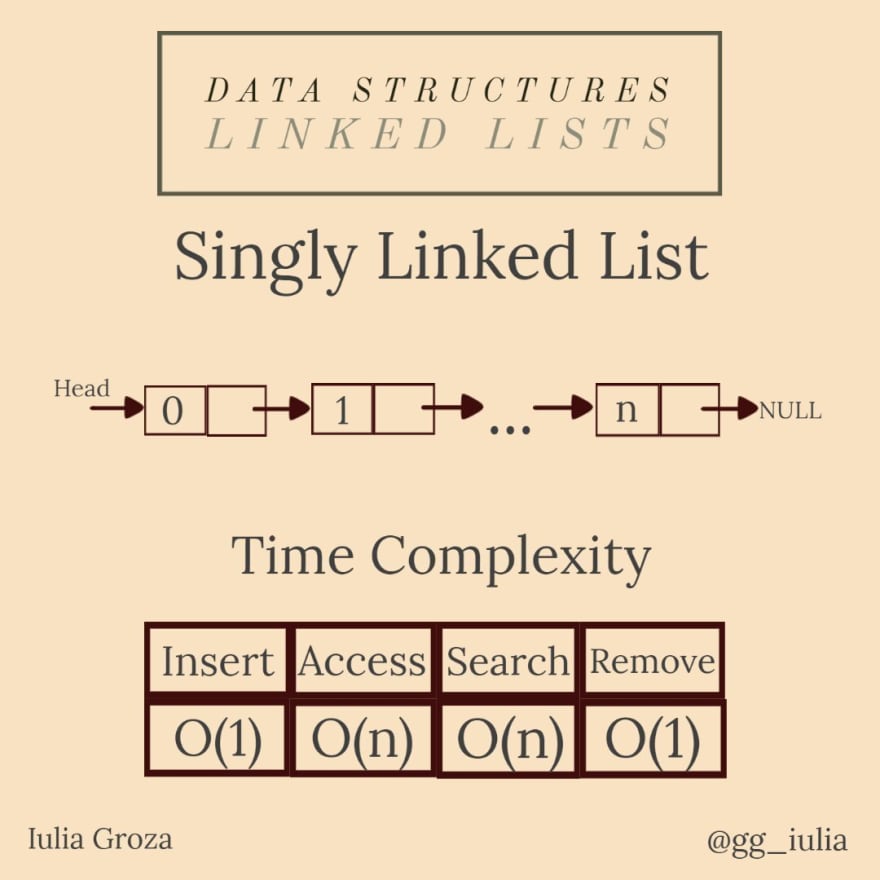 DATA STRUCTURES
LINKED LISTS
Singly Linked List
Head 0 1 ... n NULL
Time Complexity
Insert Access Search Remove
O(1) O(n) O(n) O(1)
Iulia Groza @gg_iulia